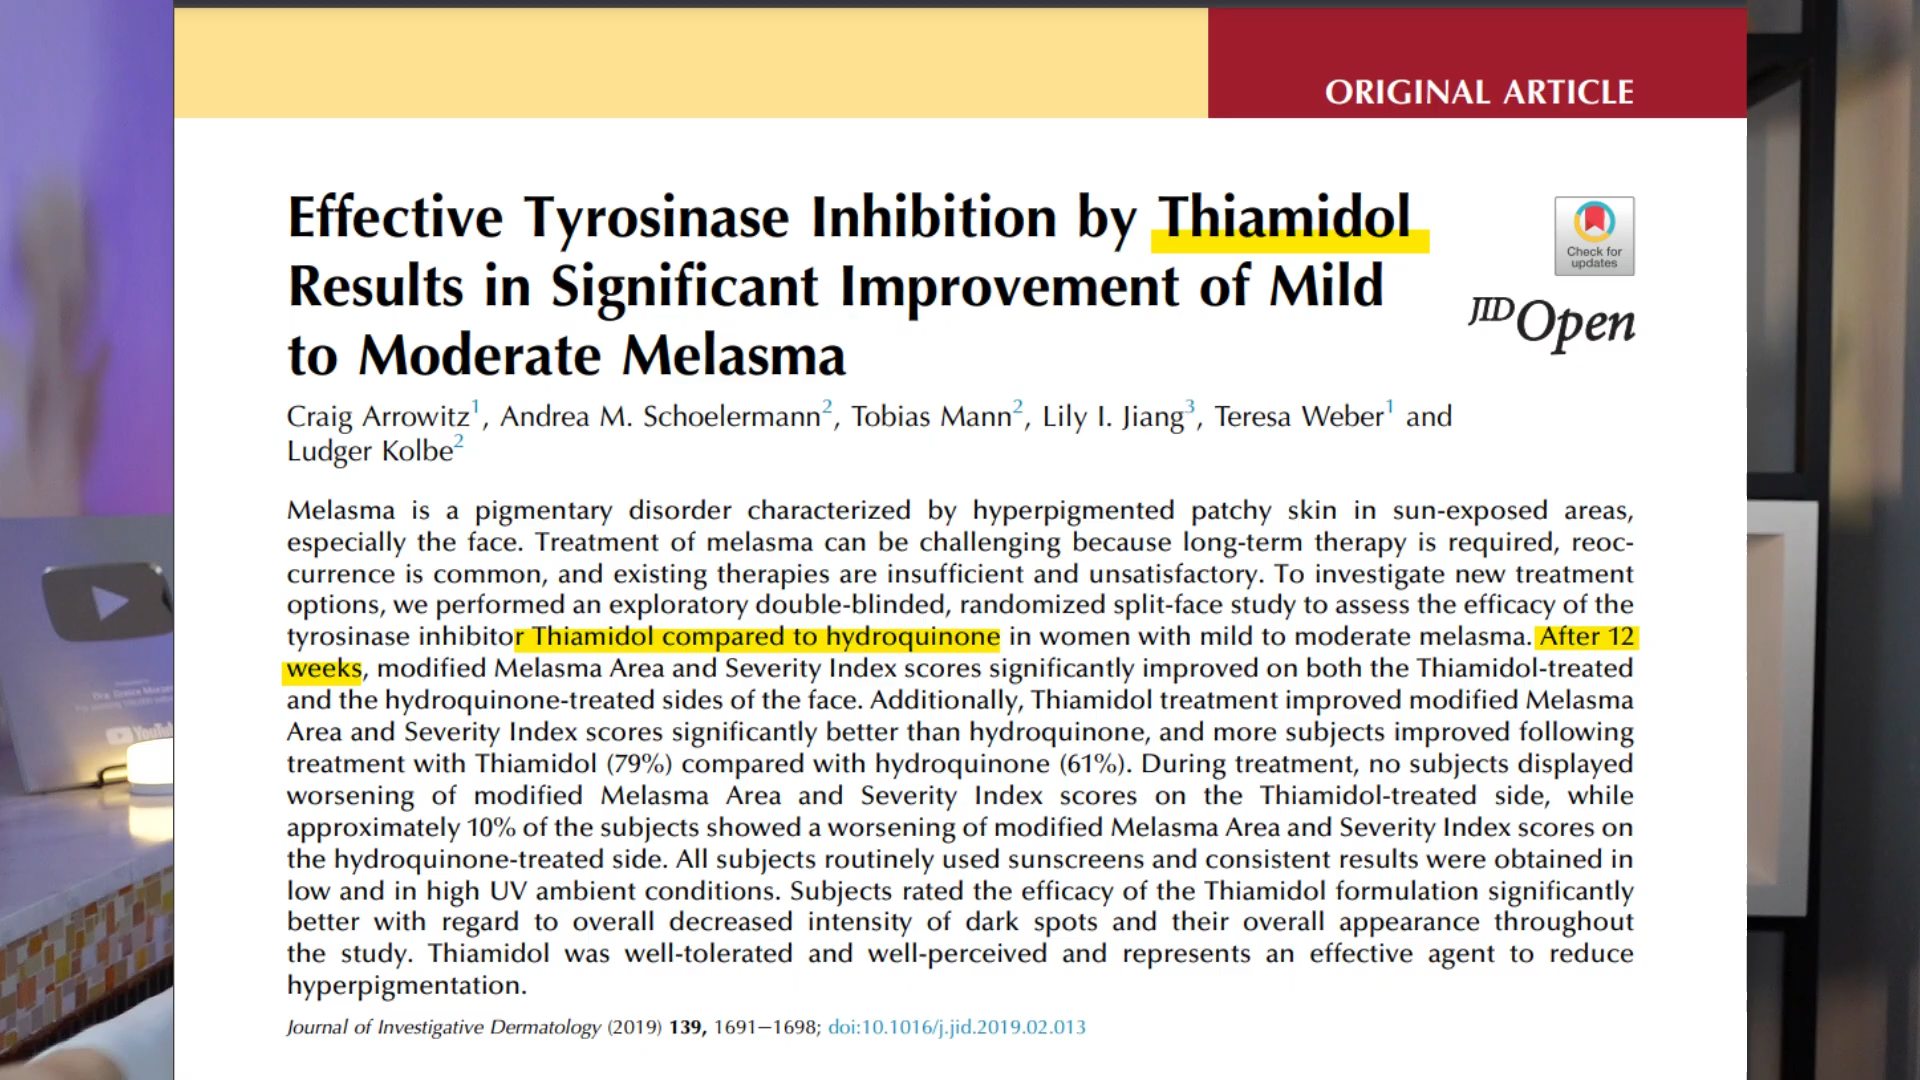 ORIGINAL ARTICLE
Effective Tyrosinase Inhibition by Thiamidol
Results in Significant Improvement of Mild
to Moderate Melasma
Check for
updates
JID Open
Craig Arrowitz1, Andrea M. Schoelermann2, Tobias Mann2, Lily I. Jiang3, Teresa Weber1 and
Ludger Kolbe2
Melasma is a pigmentary disorder characterized by hyperpigmented patchy skin in sun-exposed areas,
especially the face. Treatment of melasma can be challenging because long-term therapy is required, reoc-
currence is common, and existing therapies are insufficient and unsatisfactory. To investigate new treatment
options, we performed an exploratory double-blinded, randomized split-face study to assess the efficacy of the
tyrosinase inhibitor Thiamidol compared to hydroquinone in women with mild to moderate melasma. After 12
weeks, modified Melasma Area and Severity Index scores significantly improved on both the Thiamidol-treated
and the hydroquinone-treated sides of the face. Additionally, Thiamidol treatment improved modified Melasma
Area and Severity Index scores significantly better than hydroquinone, and more subjects improved following
treatment with Thiamidol (79%) compared with hydroquinone (61%). During treatment, no subjects displayed
worsening of modified Melasma Area and Severity Index scores on the Thiamidol-treated side, while
approximately 10% of the subjects showed a worsening of modified Melasma Area and Severity Index scores on
the hydroquinone-treated side. All subjects routinely used sunscreens and consistent results were obtained in
low and in high UV ambient conditions. Subjects rated the efficacy of the Thiamidol formulation significantly
better with regard to overall decreased intensity of dark spots and their overall appearance throughout
the study. Thiamidol was well-tolerated and well-perceived and represents an effective agent to reduce
hyperpigmentation.
Journal of Investigative Dermatology (2019) 139, 1691–1698; doi:10.1016/j.jid.2019.02.013